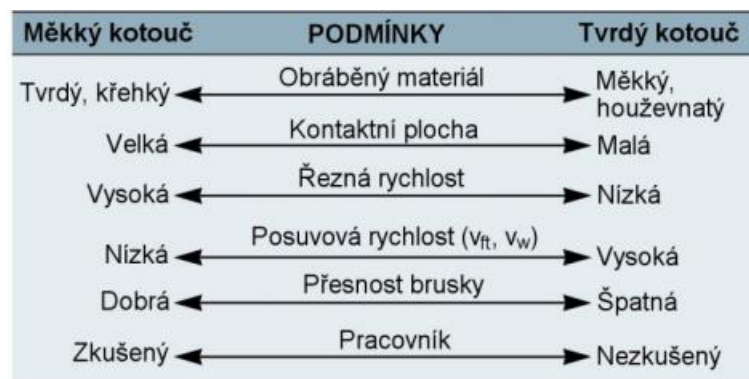 Měkký kotouč PODMÍNKY Tvrdý kotouč
Tvrdý, křehký Obráběný materiál Měkký,
houževnatý
Velká Kontaktní plocha Malá
Vysoká Řezná rychlost Nízká
Nízká Posuvová rychlost (vft, vw) Vysoká
Dobrá Přesnost brusky Špatná
Zkušený Pracovník Nezkušený